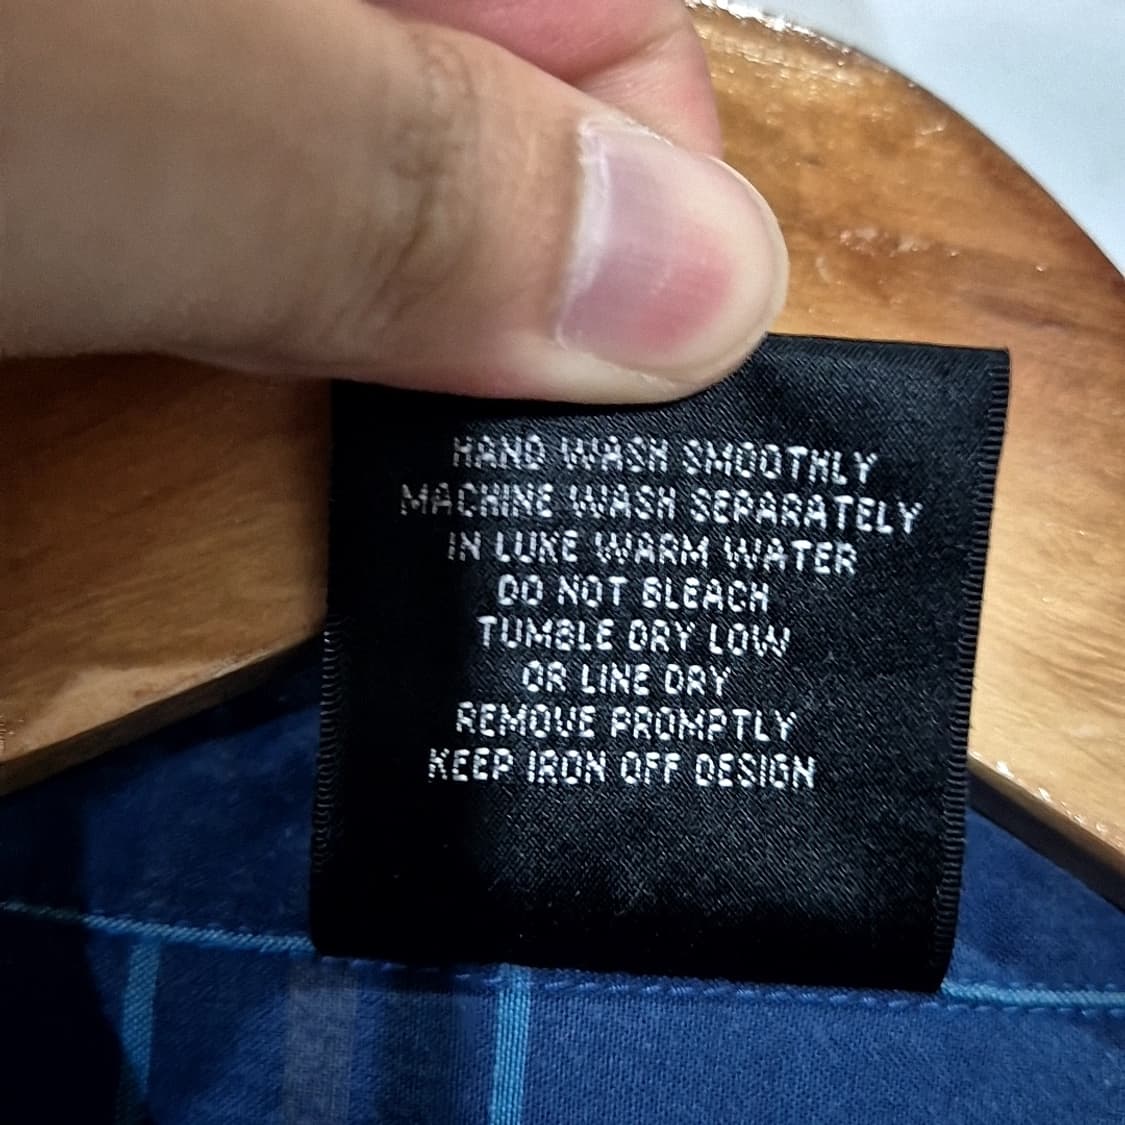 HAND WASH SMOOTHLY
MACHINE WASH SEPARATELY
IN LUKE WARM WATER
DO NOT BLEACH
TUMBLE DRY LOW
OR LINE DRY
REMOVE PROMPTLY
KEEP IRON OFF DESIGN